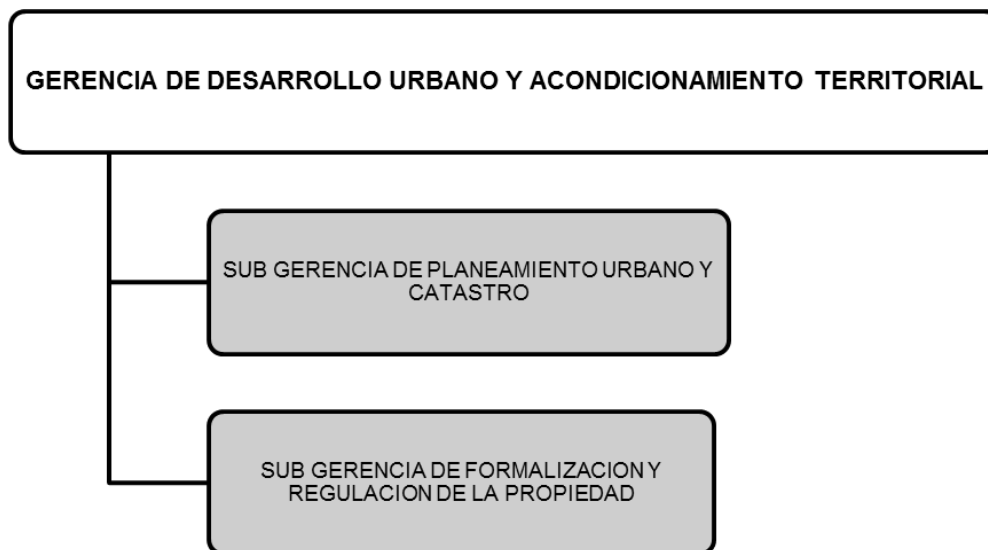 GERENCIA DE DESARROLLO URBANO Y ACONDICIONAMIENTO TERRITORIAL
SUB GERENCIA DE PLANEAMIENTO URBANO Y
CATASTRO
SUB GERENCIA DE FORMALIZACION Y
REGULACION DE LA PROPIEDAD